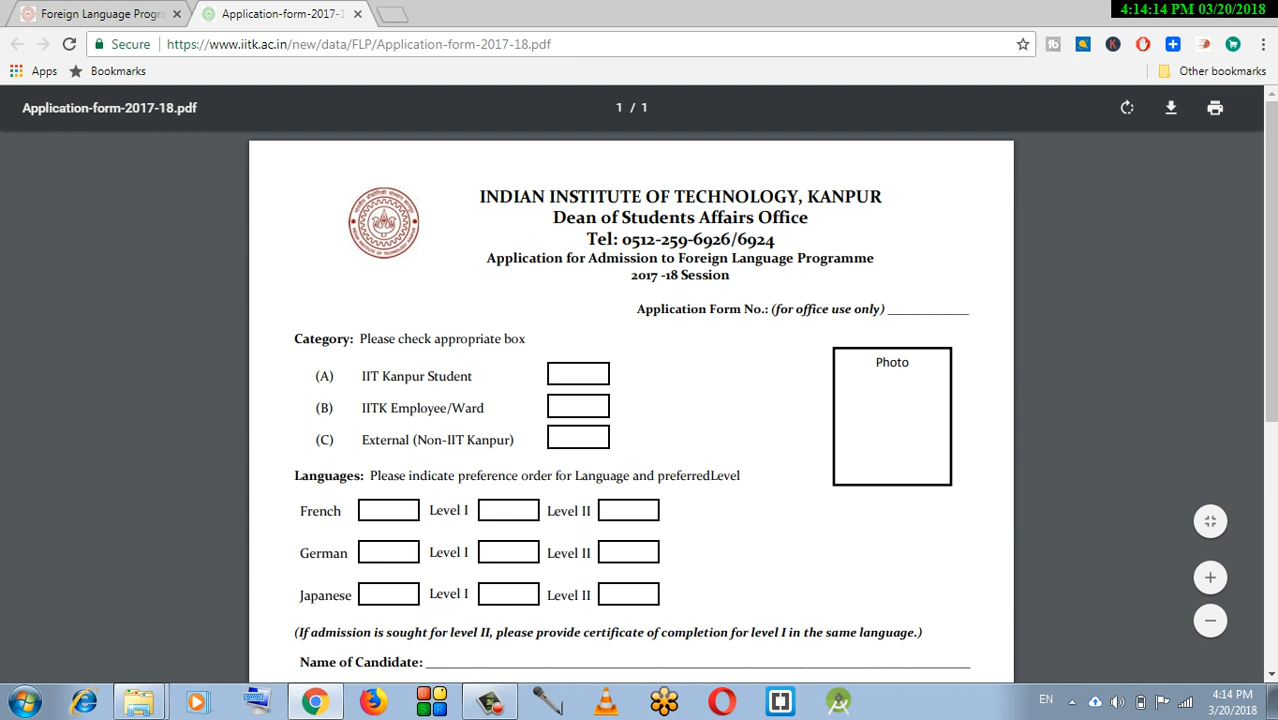 4:14:14 PM 03/20/2018
Foreign Language Progra
Application-form-2017-1
Secure https://www.iitk.ac.in/new/data/FLP/Application-form-2017-18.pdf
Apps Bookmarks Other bookmarks
Application-form-2017-18.pdf 1 / 1
INDIAN INSTITUTE OF TECHNOLOGY, KANPUR
Dean of Students Affairs Office
Tel: 0512-259-6926/6924
Application for Admission to Foreign Language Programme
2017 -18 Session
Application Form No.: (for office use only) ____________
Category: Please check appropriate box
Photo
(A) IIT Kanpur Student
(B) IITK Employee/Ward
(C) External (Non-IIT Kanpur)
Languages: Please indicate preference order for Language and preferredLevel
French Level I Level II
German Level I Level II
Japanese Level I Level II
(If admission is sought for level II, please provide certificate of completion for level I in the same language.)
Name of Candidate: ____________
EN 4:14 PM
3/20/2018